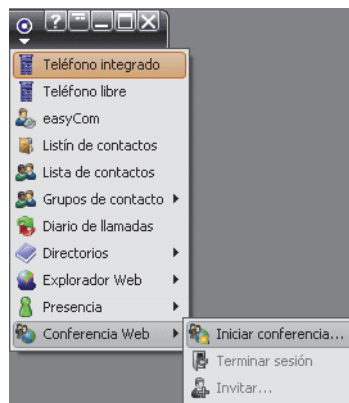 Teléfono integrado
Teléfono libre
easyCom
Listín de contactos
Lista de contactos
Grupos de contacto
Diario de llamadas
Directorios
Explorador Web
Presencia
Conferencia Web
Iniciar conferencia...
Terminar sesión
Invitar...